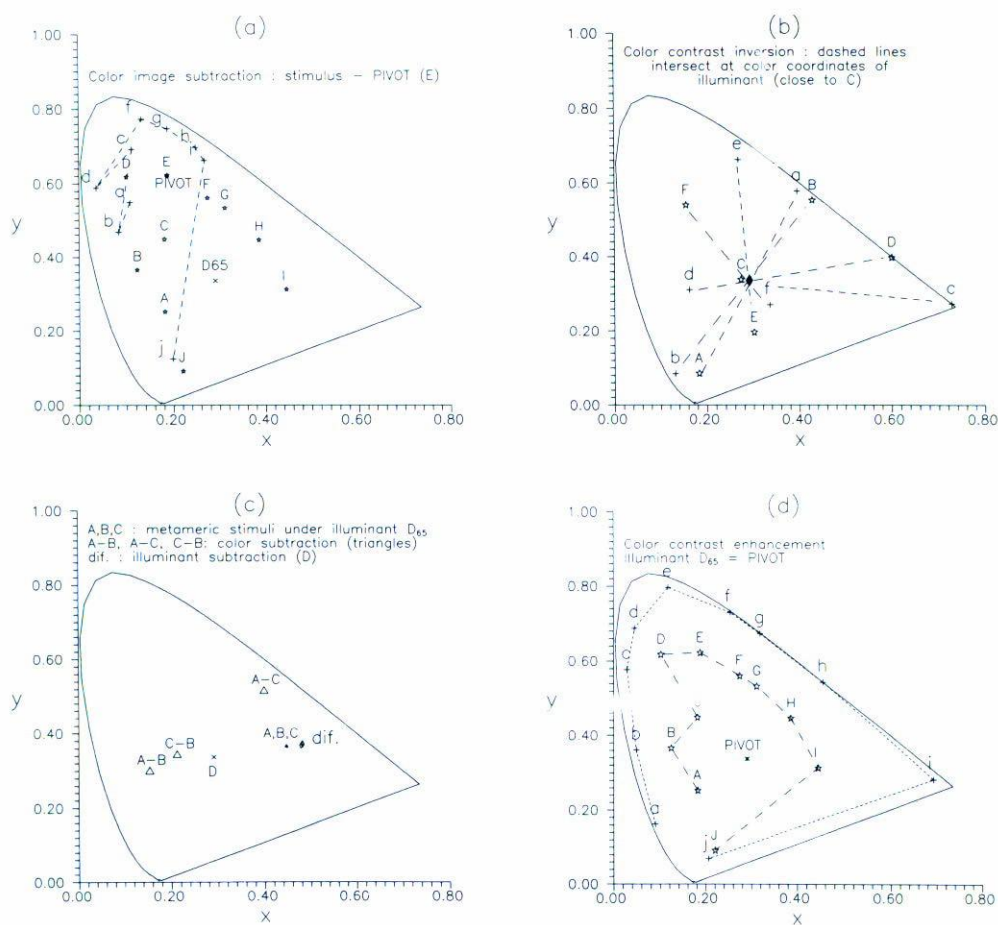 (a)
Color image subtraction : stimulus – PIVOT (E)
1.00
0.80
0.60
0.40
0.20
0.00
y
f
g
h
i
c
d
D
a
b
E
PIVOT
F
G
C
H
B
D65
I
A
j
J
0.00
0.20
0.40
0.60
0.80
x
(b)
Color contrast inversion : dashed lines
intersect at color coordinates of
illuminant (close to C)
1.00
0.80
0.60
0.40
0.20
0.00
y
e
a
B
F
D
C
d
f
c
E
b
A
0.00
0.20
0.40
0.60
0.80
x
(c)
A,B,C : metameric stimuli under illuminant D65
A–B, A–C, C–B: color subtraction (triangles)
dif. : illuminant subtraction (D)
1.00
0.80
0.60
0.40
0.20
0.00
y
A–C
A,B,C
dif.
C–B
A–B
D
0.00
0.20
0.40
0.60
0.80
x
(d)
Color contrast enhancement
illuminant D65 = PIVOT
1.00
0.80
0.60
0.40
0.20
0.00
y
e
f
d
g
D
E
c
F
G
h
H
b
B
PIVOT
A
I
i
a
j
J
0.00
0.20
0.40
0.60
0.80
x